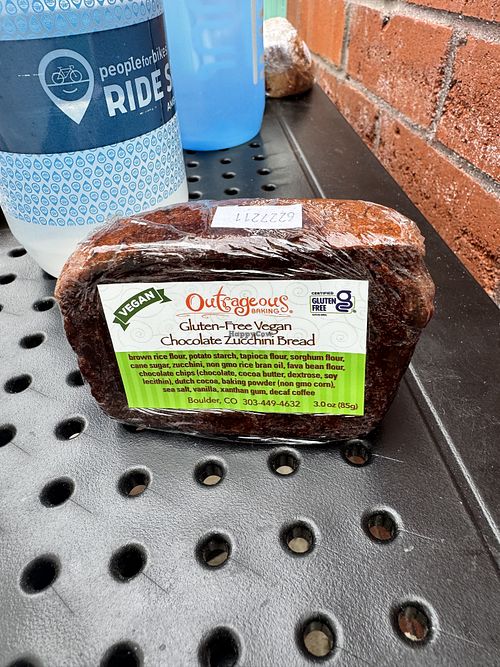 peopleforbikes
RIDE S
AN
6227211
VEGAN
Outrageous
BAKING CO.
CERTIFIED
GLUTEN
FREE
Gluten-Free Vegan
HappyCow
Chocolate Zucchini Bread
brown rice flour, potato starch, tapioca flour, sorghum flour,
cane sugar, zucchini, non gmo rice bran oil, fava bean flour,
chocolate chips (chocolate, cocoa butter, dextrose, soy
lecithin), dutch cocoa, baking powder (non gmo corn),
sea salt, vanilla, xanthan gum, decaf coffee
Boulder, CO 303-449-4632 3.0 oz (85g)